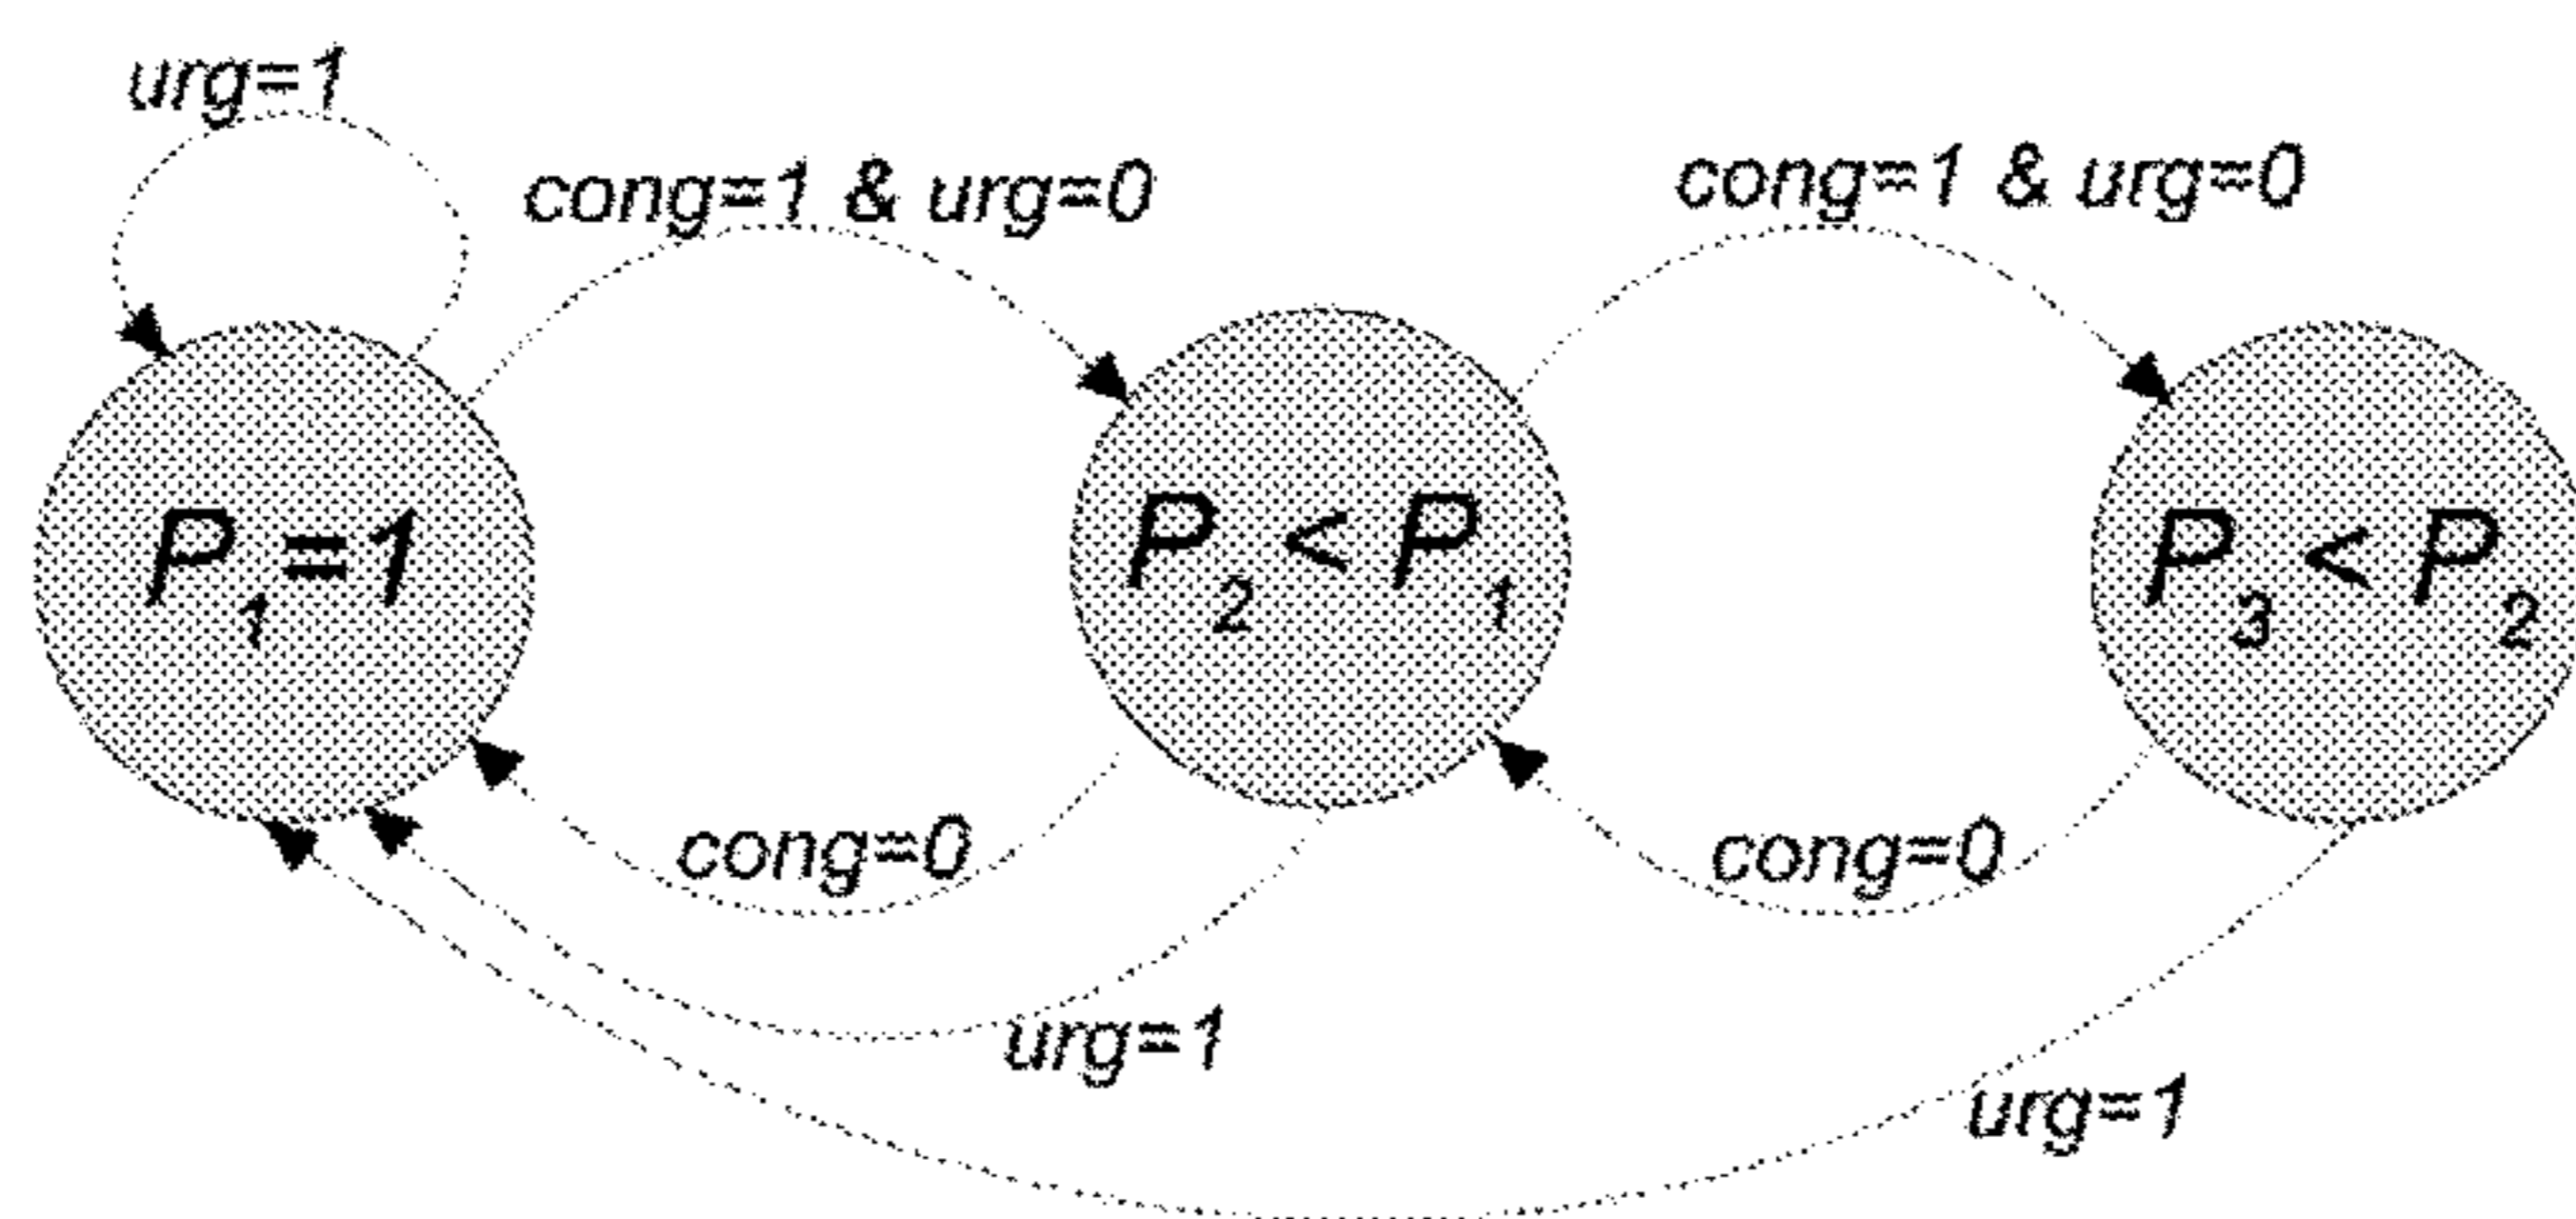 urg=1
cong=1 & urg=0
cong=1 & urg=0
P1=1
P2 < P1
P3 < P2
cong=0
cong=0
urg=1
urg=1